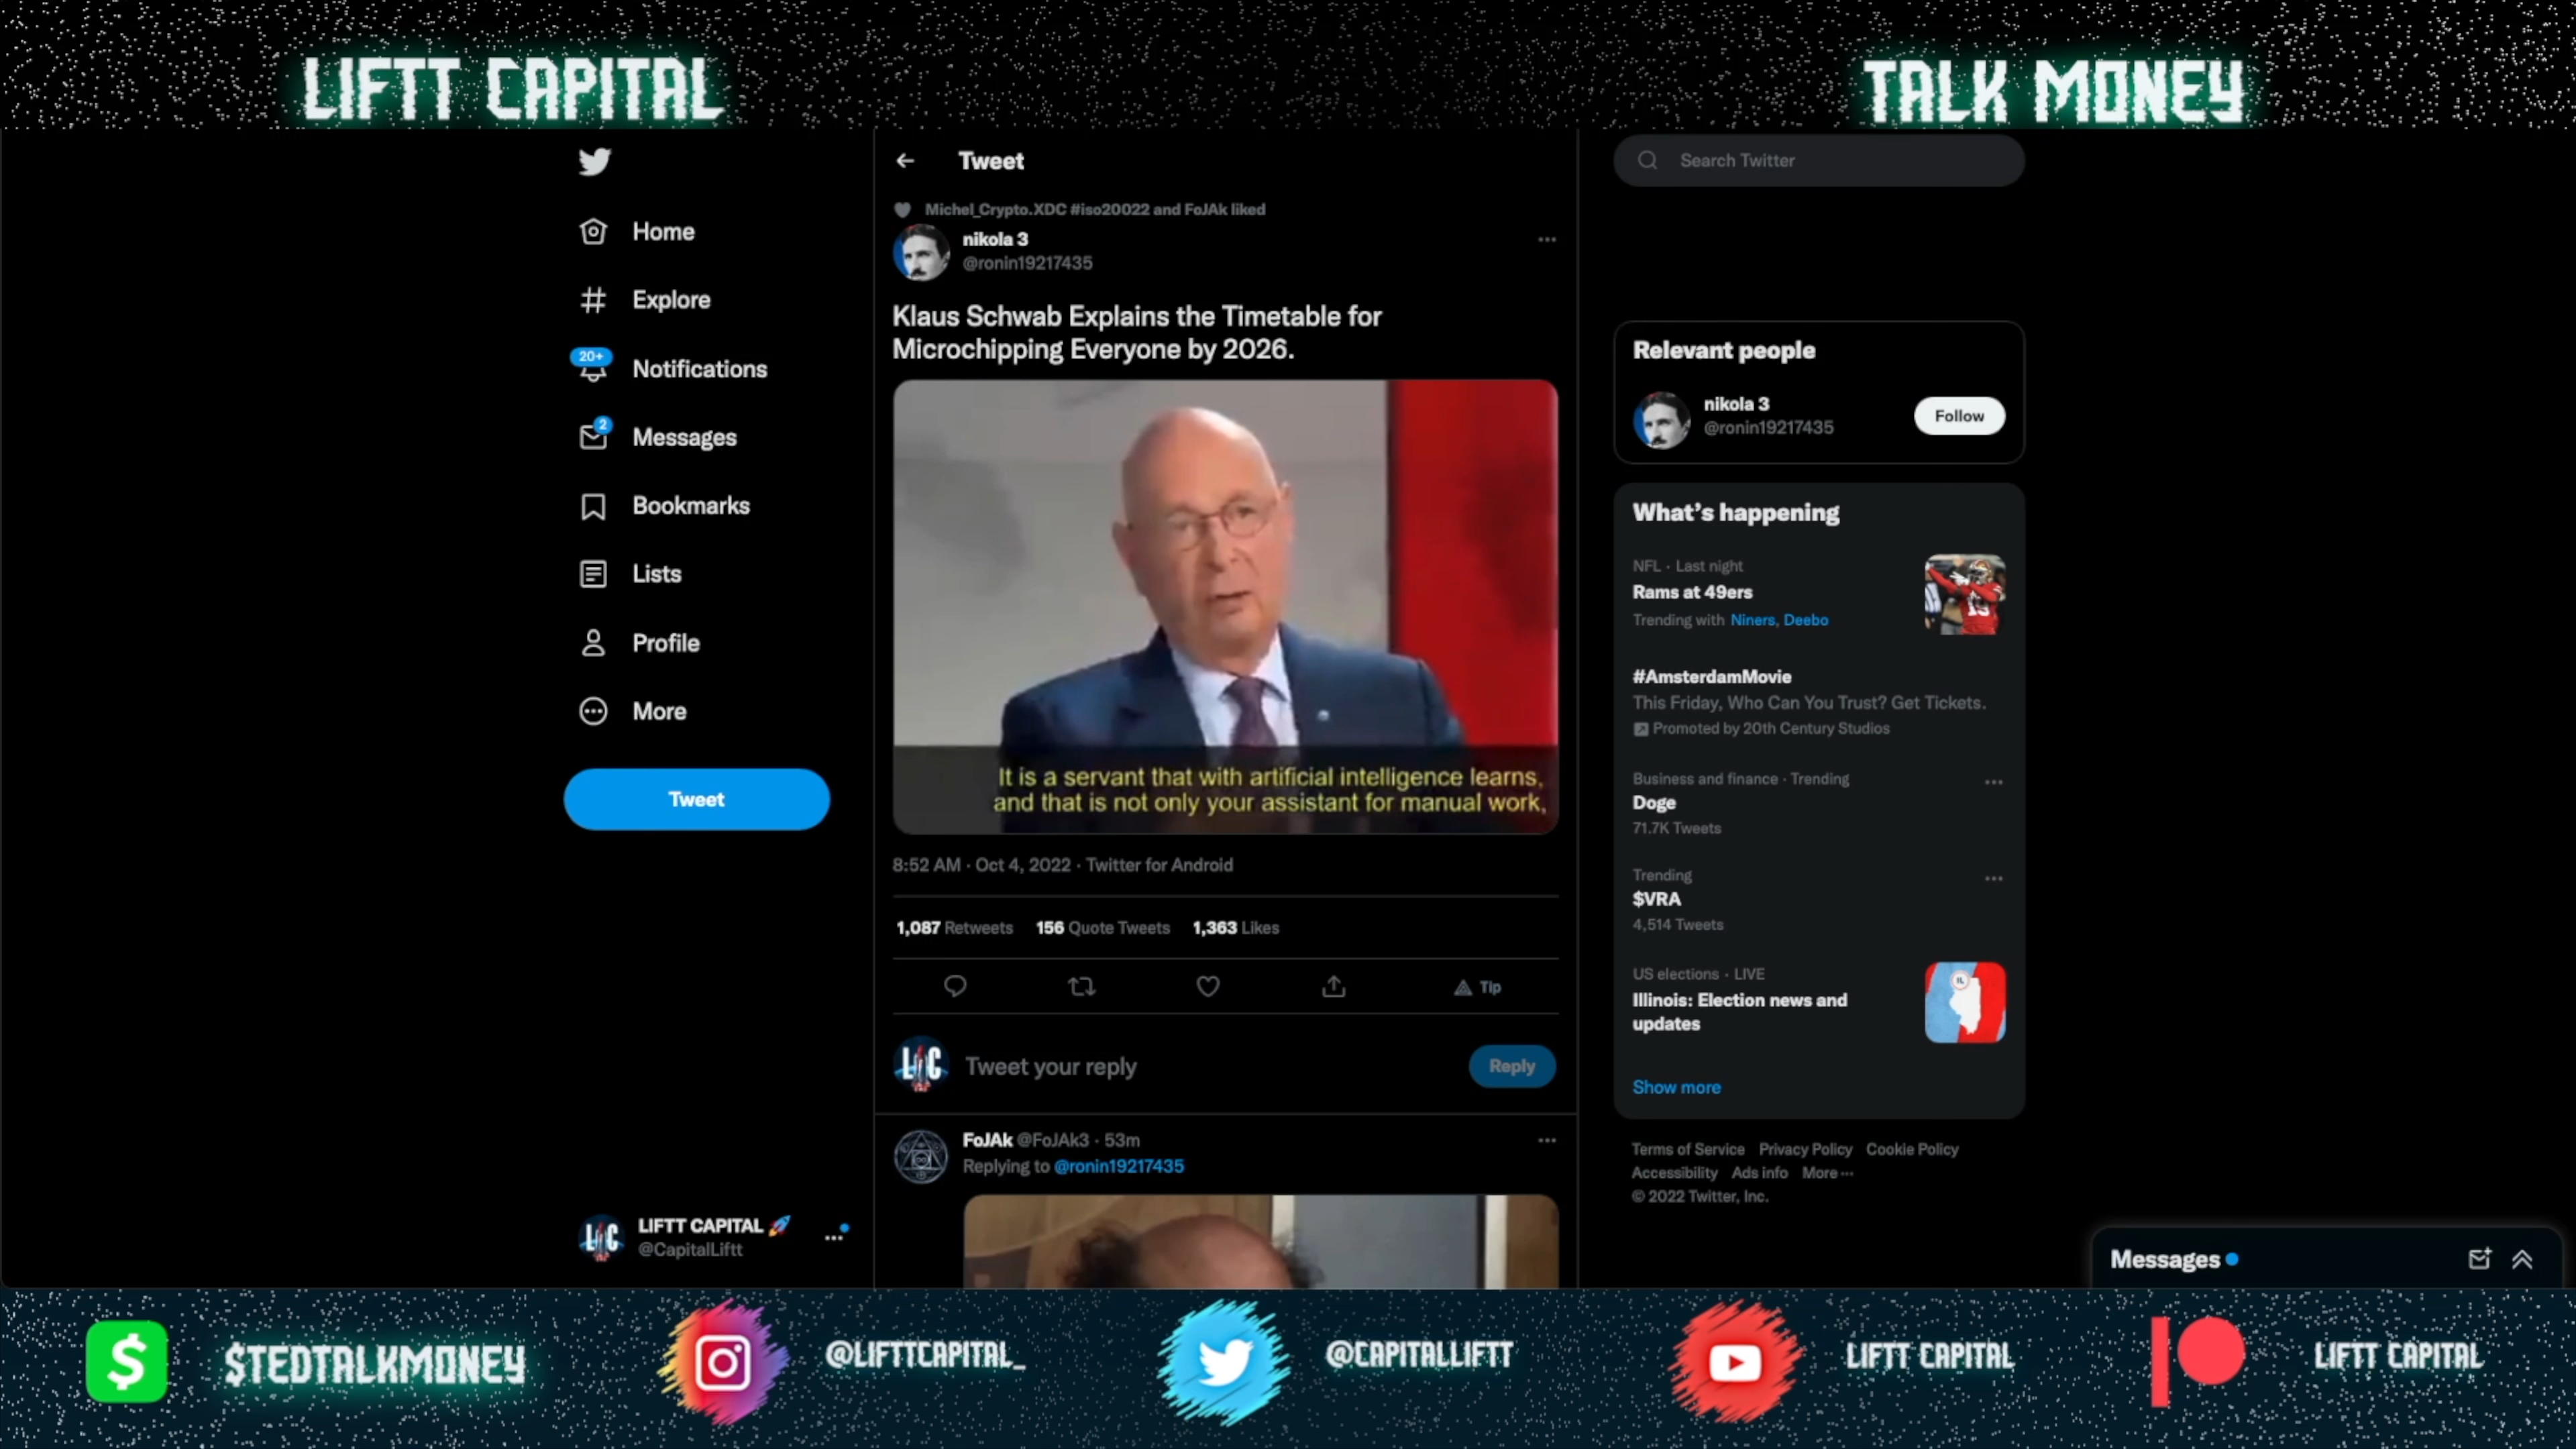 LIFTT CAPITAL
TALK MONEY
Tweet
Search Twitter
Home
Explore
20+
Notifications
2
Messages
Bookmarks
Lists
Profile
More
Tweet
LIFTT CAPITAL 🚀
@CapitalLiftt
Michel_Crypto.XDC #iso20022 and FoJAk liked
nikola 3
@ronin19217435
Klaus Schwab Explains the Timetable for
Microchipping Everyone by 2026.
It is a servant that with artificial intelligence learns,
and that is not only your assistant for manual work,
8:52 AM · Oct 4, 2022 · Twitter for Android
1,087 Retweets 156 Quote Tweets 1,363 Likes
Tip
L C
Tweet your reply
Reply
FoJAk @FoJAk3 · 53m
Replying to @ronin19217435
Relevant people
nikola 3
@ronin19217435
Follow
What's happening
NFL · Last night
Rams at 49ers
Trending with Niners, Deebo
#AmsterdamMovie
This Friday, Who Can You Trust? Get Tickets.
Promoted by 20th Century Studios
Business and finance · Trending
Doge
71.7K Tweets
Trending
$VRA
4,514 Tweets
US elections · LIVE
Illinois: Election news and
updates
IL
Show more
Terms of Service Privacy Policy Cookie Policy
Accessibility Ads info More ···
© 2022 Twitter, Inc.
Messages
$TEDTALKMONEY
@LIFTTCAPITAL_
@CAPITALLIFTT
LIFTT CAPITAL
LIFTT CAPITAL